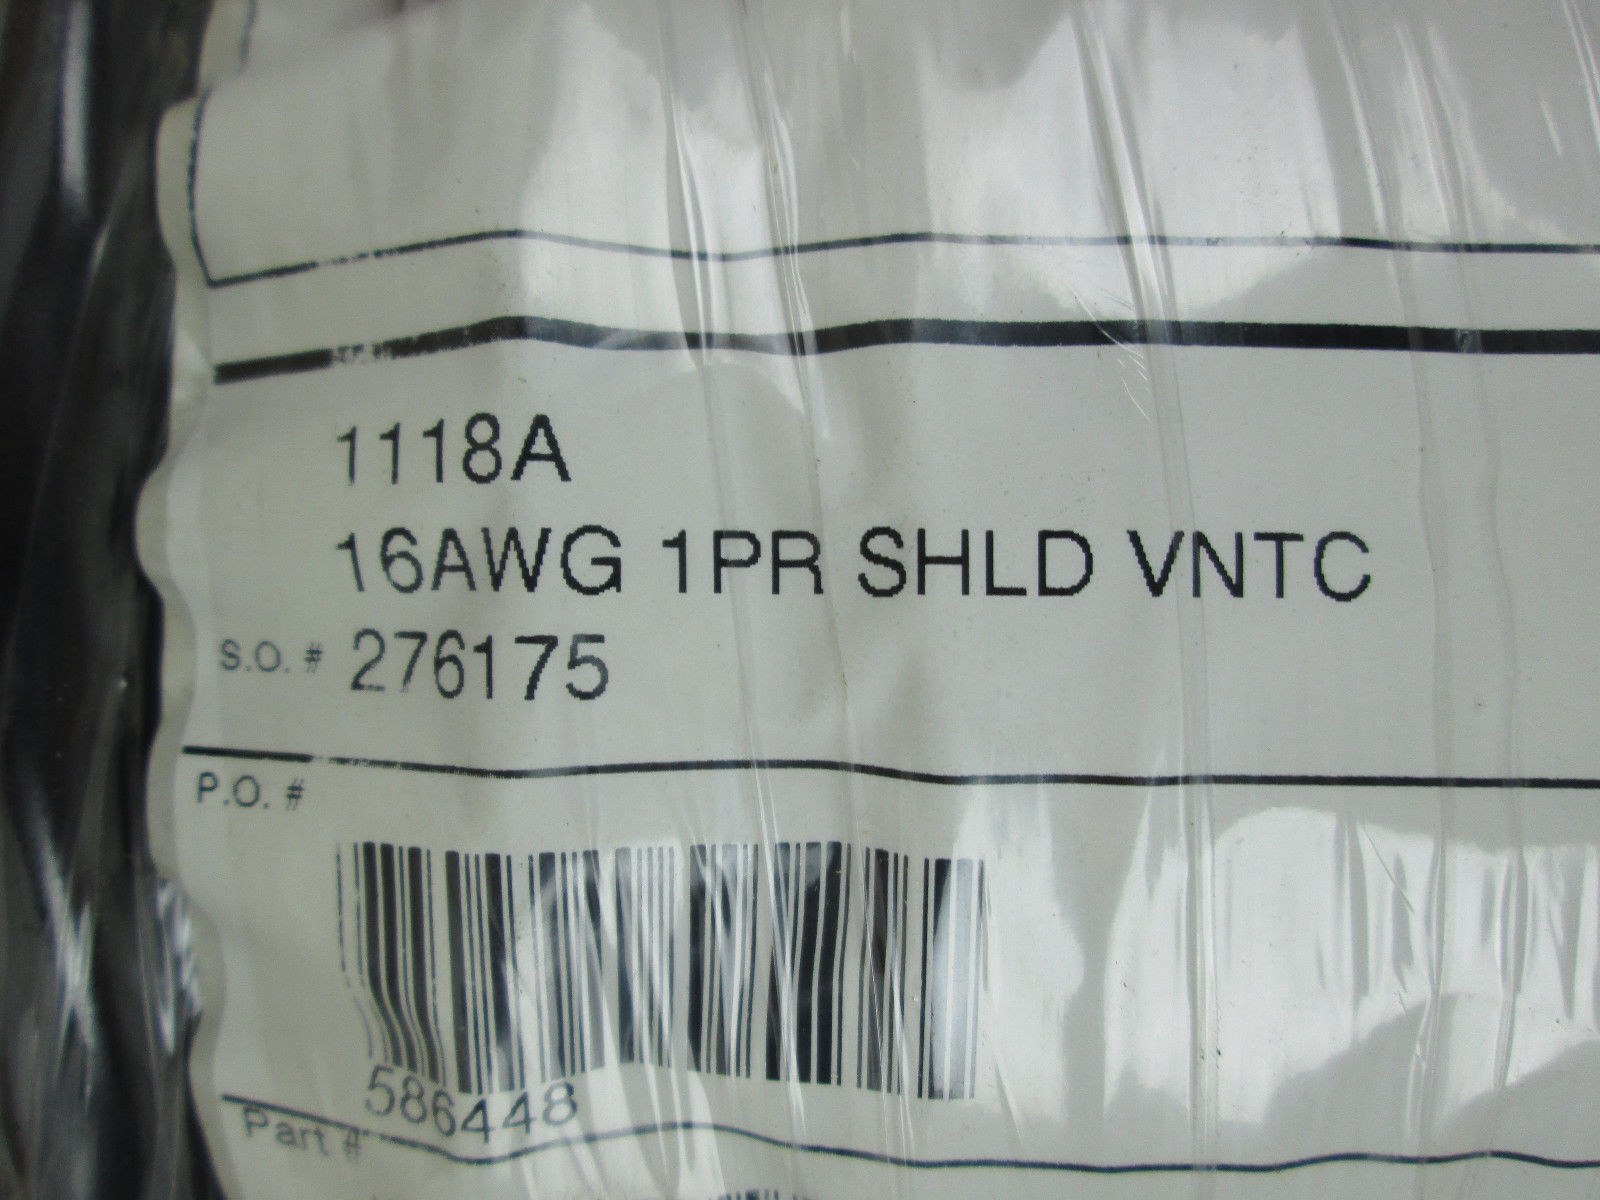 1118A
16AWG 1PR SHLD VNTC
S.O. # 276175
P.O. #
586448
Part #